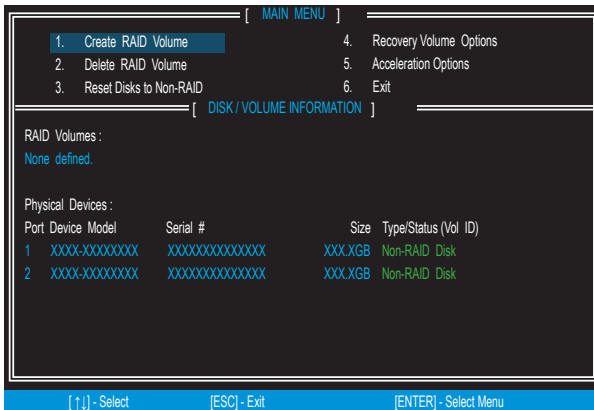 [ MAIN MENU ]
1. Create RAID Volume 4. Recovery Volume Options
2. Delete RAID Volume 5. Acceleration Options
3. Reset Disks to Non-RAID 6. Exit
[ DISK / VOLUME INFORMATION ]
RAID Volumes :
None defined.
Physical Devices :
Port Device Model Serial # Size Type/Status (Vol ID)
1 XXXX-XXXXXXXX XXXXXXXXXXXXXX XXX.XGB Non-RAID Disk
2 XXXX-XXXXXXXX XXXXXXXXXXXXXX XXX.XGB Non-RAID Disk
[ ↑↓] - Select [ESC] - Exit [ENTER] - Select Menu